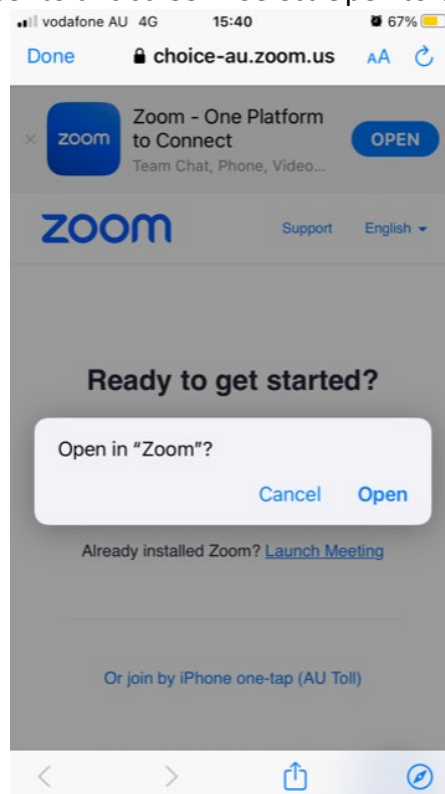 vodafone AU 4G 15:40 67%
Done choice-au.zoom.us AA
zoom
Zoom - One Platform
to Connect
Team Chat, Phone, Video...
OPEN
zoom Support English
Ready to get started?
Open in “Zoom”?
Cancel Open
Already installed Zoom? Launch Meeting
Or join by iPhone one-tap (AU Toll)